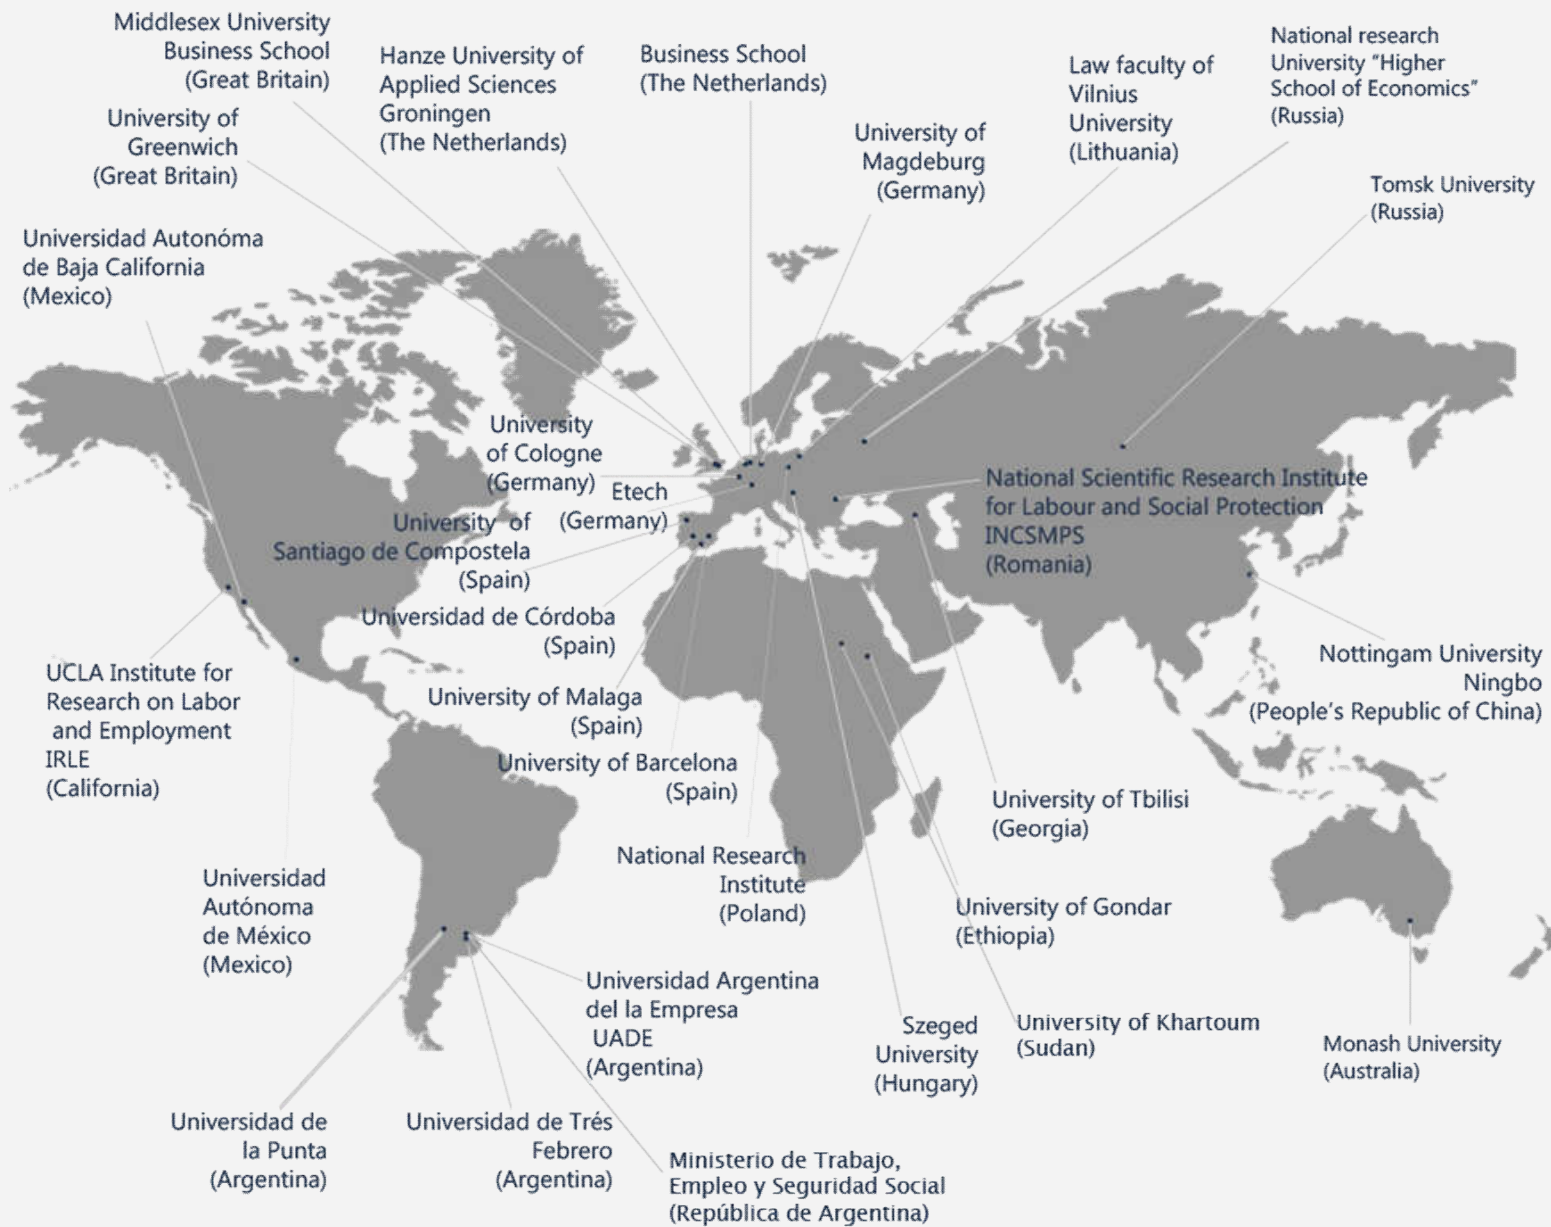 Middlesex University
Business School
(Great Britain)
Hanze University of
Applied Sciences
Groningen
(The Netherlands)
Business School
(The Netherlands)
Law faculty of
Vilnius
University
(Lithuania)
National research
University "Higher
School of Economics"
(Russia)
University of
Greenwich
(Great Britain)
University of
Magdeburg
(Germany)
Tomsk University
(Russia)
Universidad Autonóma
de Baja California
(Mexico)
University
of Cologne
(Germany)
Etech
(Germany)
National Scientific Research Institute
for Labour and Social Protection
INCSMPS
(Romania)
University of
Santiago de Compostela
(Spain)
Universidad de Córdoba
(Spain)
UCLA Institute for
Research on Labor
and Employment
IRLE
(California)
University of Malaga
(Spain)
Nottingam University
Ningbo
(People's Republic of China)
University of Barcelona
(Spain)
University of Tbilisi
(Georgia)
National Research
Institute
(Poland)
Universidad
Autónoma
de México
(Mexico)
University of Gondar
(Ethiopia)
Universidad Argentina
del la Empresa
UADE
(Argentina)
Szeged
University
(Hungary)
University of Khartoum
(Sudan)
Monash University
(Australia)
Universidad de
la Punta
(Argentina)
Universidad de Trés
Febrero
(Argentina)
Ministerio de Trabajo,
Empleo y Seguridad Social
(República de Argentina)